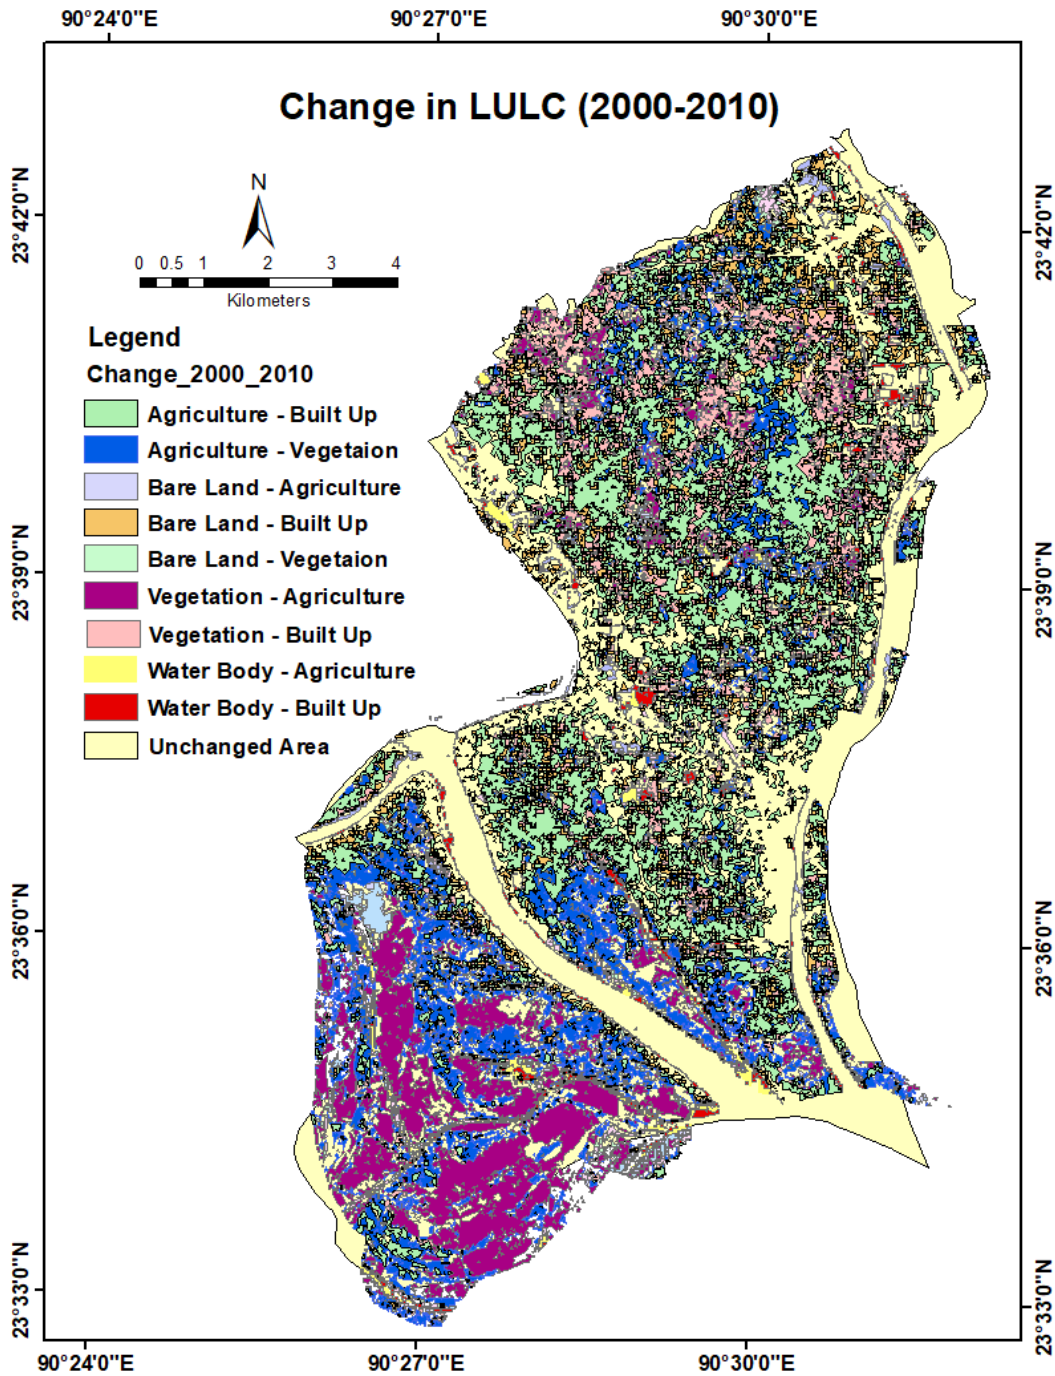 90°24'0"E 90°27'0"E 90°30'0"E
Change in LULC (2000-2010)
N
0 0.5 1 2 3 4
Kilometers
Legend
Change_2000_2010
Agriculture - Built Up
Agriculture - Vegetaion
Bare Land - Agriculture
Bare Land - Built Up
Bare Land - Vegetaion
Vegetation - Agriculture
Vegetation - Built Up
Water Body - Agriculture
Water Body - Built Up
Unchanged Area
23°42'0"N
23°39'0"N
23°36'0"N
23°33'0"N
23°42'0"N
23°39'0"N
23°36'0"N
23°33'0"N
90°24'0"E 90°27'0"E 90°30'0"E